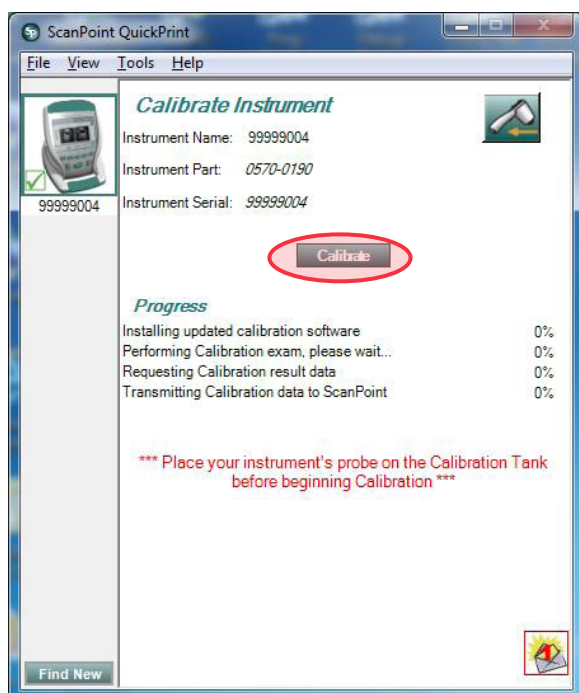 ScanPoint QuickPrint
File View Tools Help
Calibrate Instrument
Instrument Name: 99999004
Instrument Part: 0570-0190
99999004
Instrument Serial: 99999004
Calibrate
Progress
Installing updated calibration software 0%
Performing Calibration exam, please wait... 0%
Requesting Calibration result data 0%
Transmitting Calibration data to ScanPoint 0%
*** Place your instrument's probe on the Calibration Tank
before beginning Calibration ***
Find New